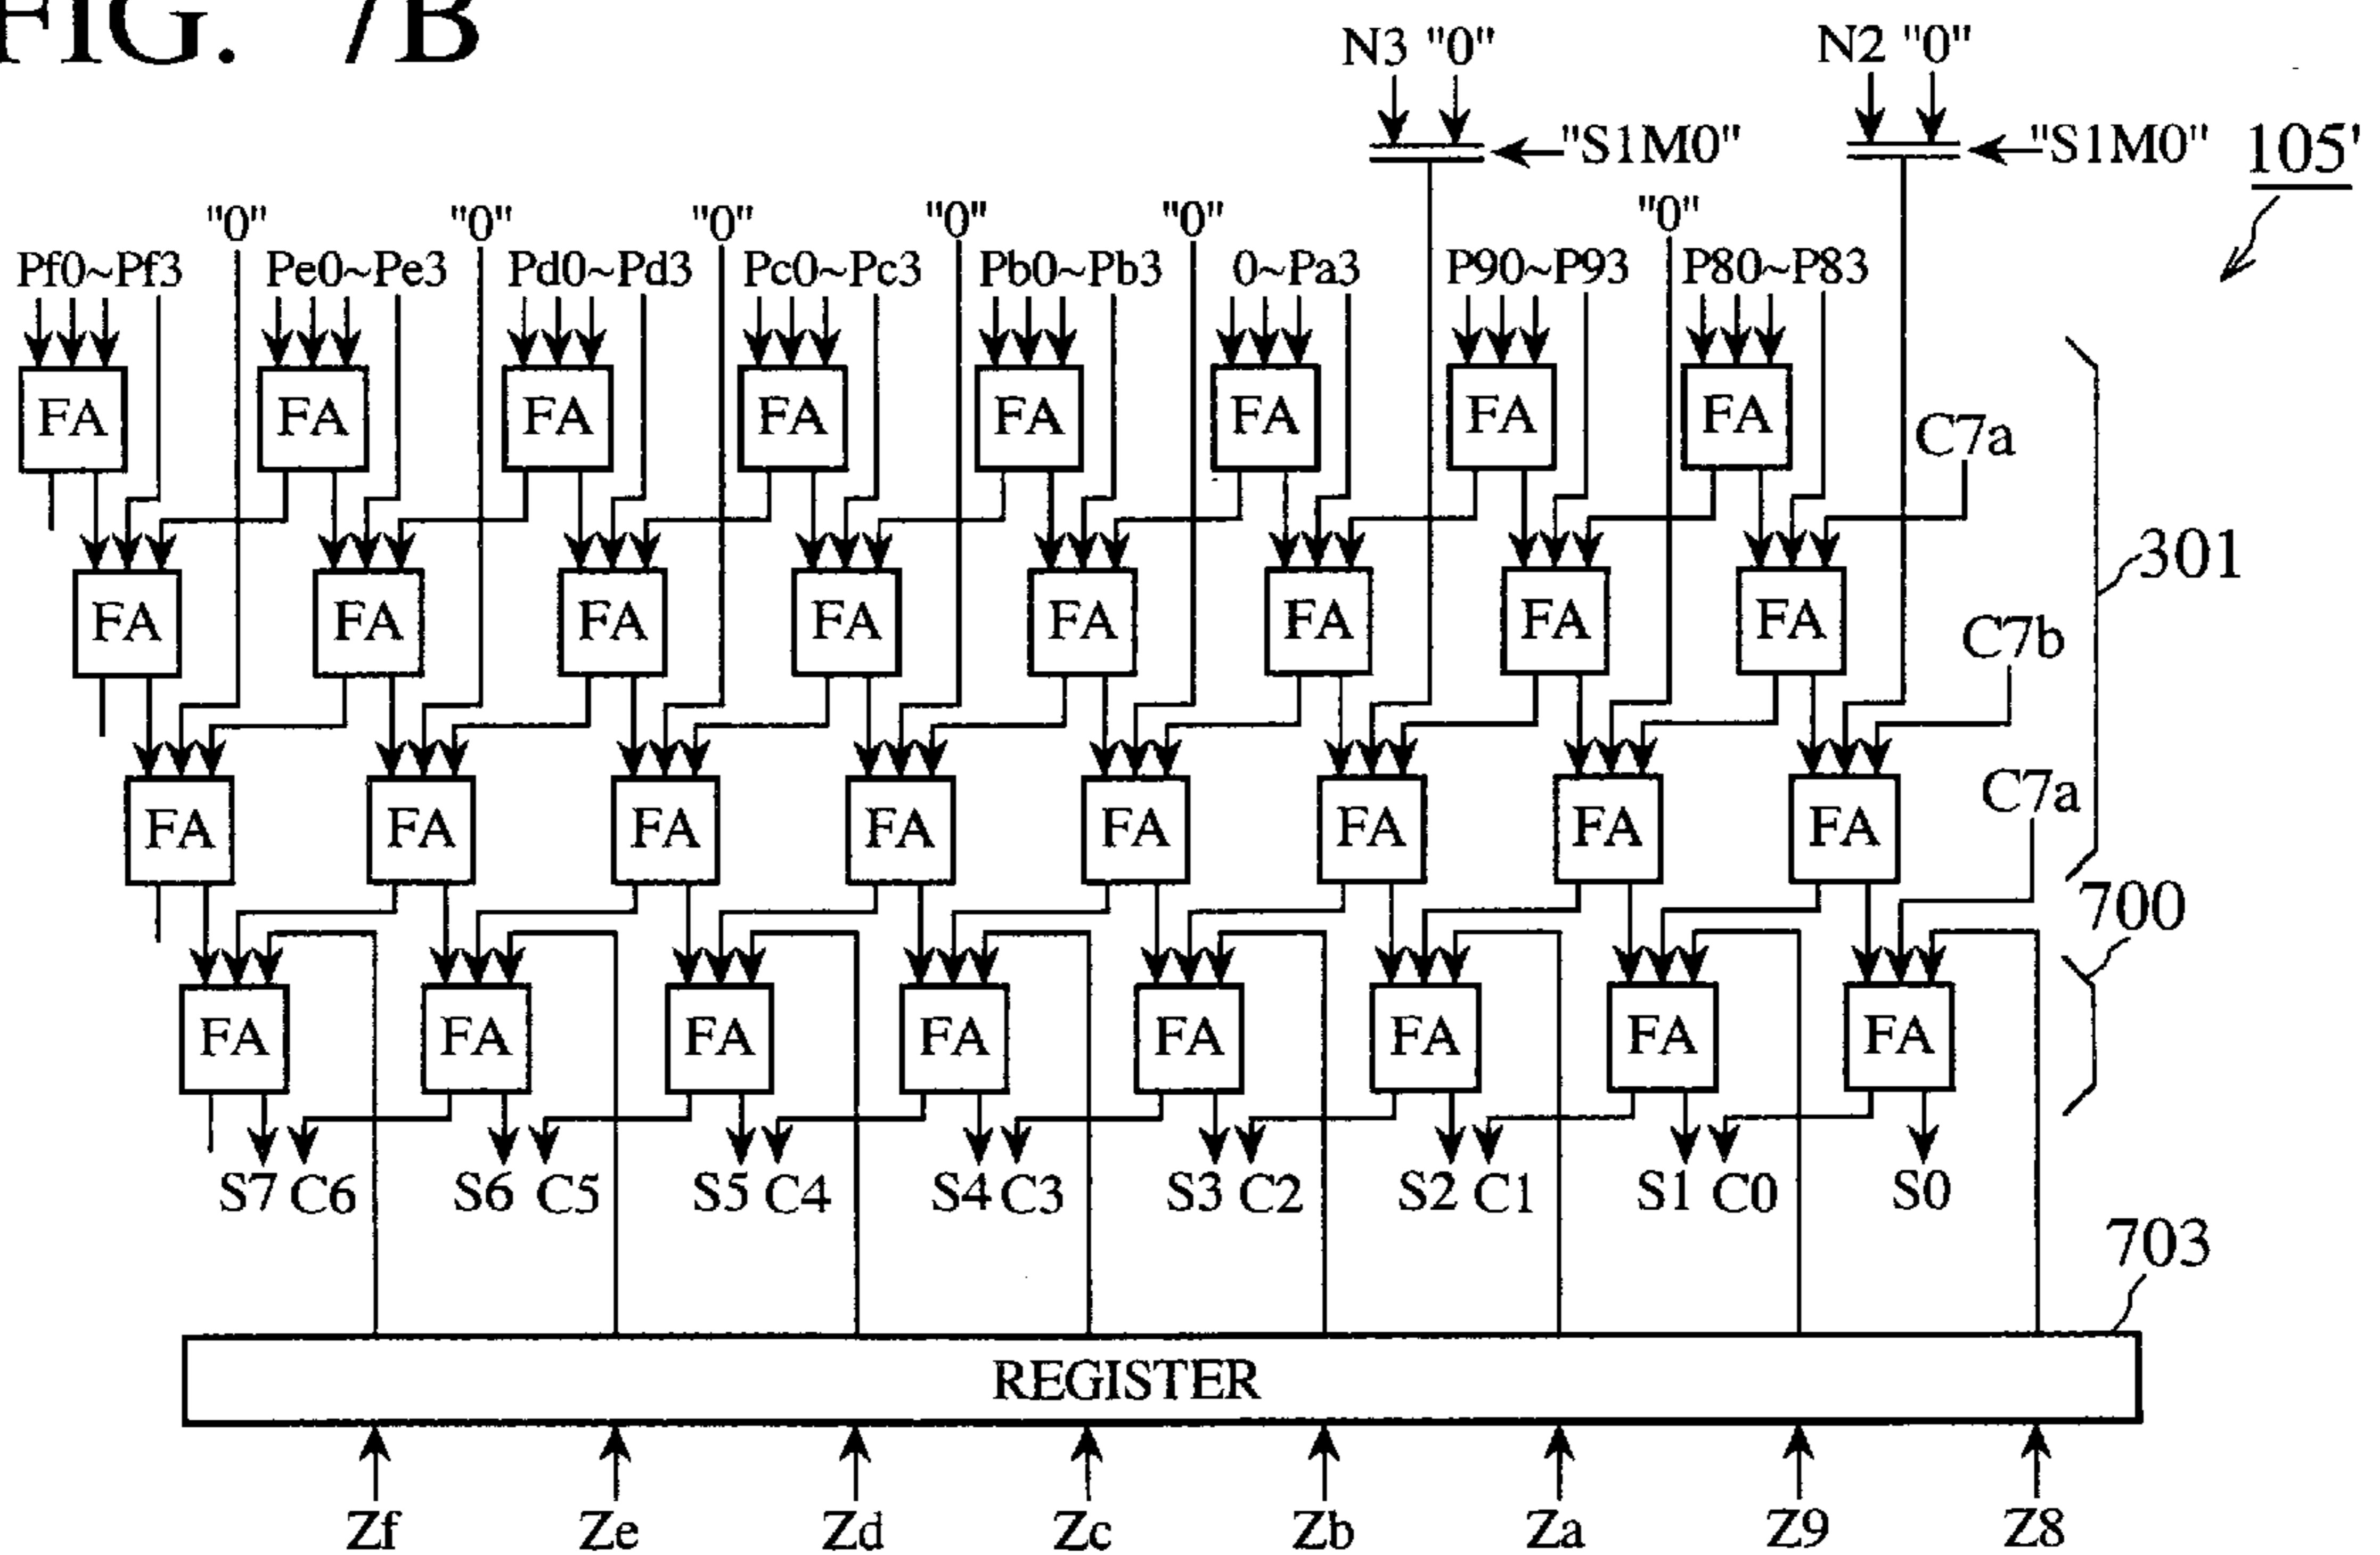 FIG. 7B
N3 "0" N2 "0"
"S1M0" "S1M0" 105'
"0" "0" "0" "0" "0" "0"
Pf0~Pf3 Pe0~Pe3 Pd0~Pd3 Pc0~Pc3 Pb0~Pb3 0~Pa3 P90~P93 P80~P83
FA FA FA FA FA FA FA FA C7a
301
FA FA FA FA FA FA FA FA C7b
C7a
FA FA FA FA FA FA FA FA
700
FA FA FA FA FA FA FA FA
S7 C6 S6 C5 S5 C4 S4 C3 S3 C2 S2 C1 S1 C0 S0
703
REGISTER
Zf Ze Zd Zc Zb Za Z9 Z8